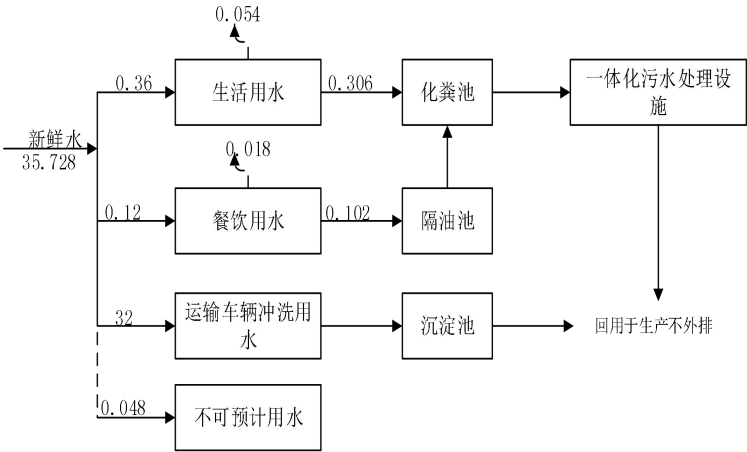 0.054
0.36
生活用水
0.306
化粪池
一体化污水处理设
施
新鲜水
35.728
0.018
0.12
餐饮用水
0.102
隔油池
32
运输车辆冲洗用
水
沉淀池
回用于生产不外排
0.048
不可预计用水